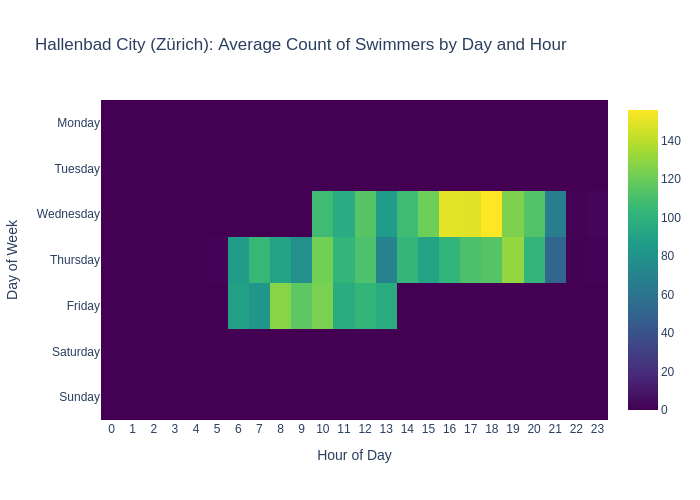 Hallenbad City (Zürich): Average Count of Swimmers by Day and Hour
Monday
Tuesday
Wednesday
Thursday
Friday
Saturday
Sunday
Day of Week
0 1 2 3 4 5 6 7 8 9 10 11 12 13 14 15 16 17 18 19 20 21 22 23
Hour of Day
140
120
100
80
60
40
20
0